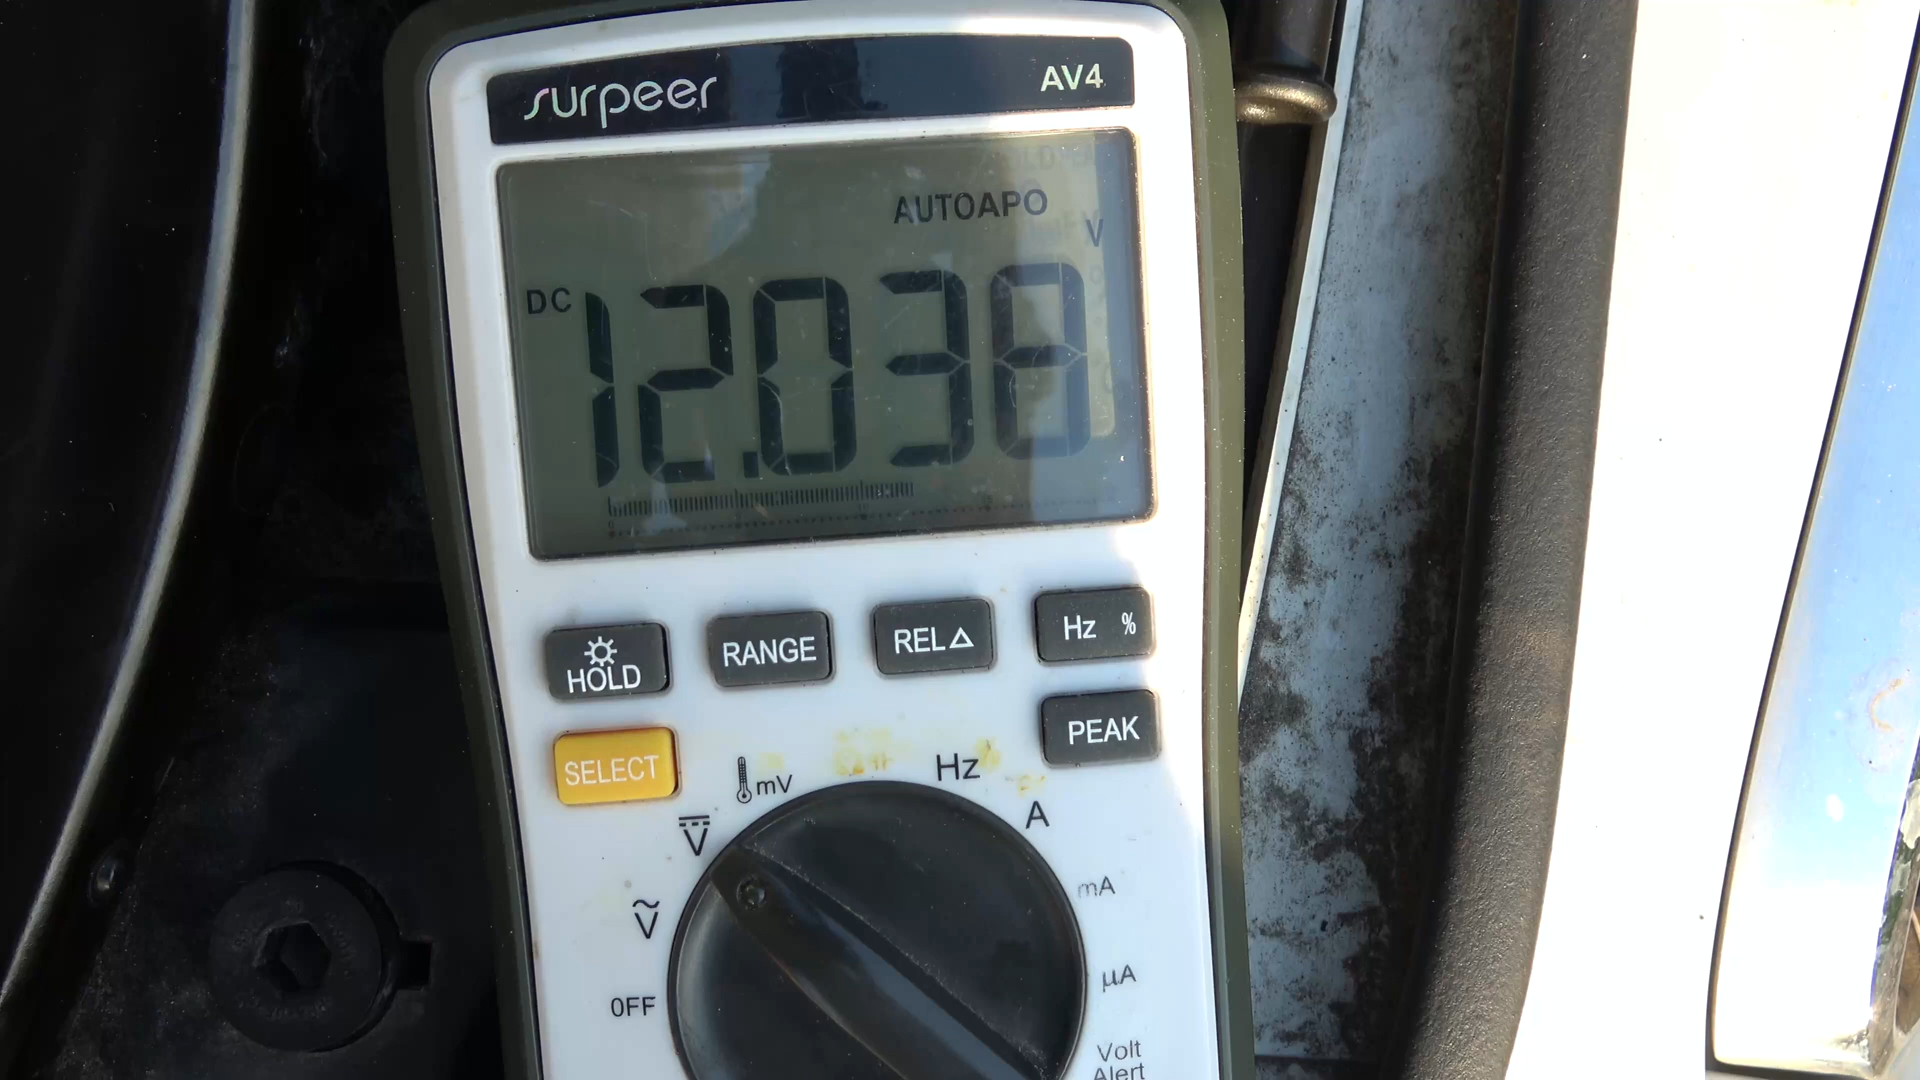 surpeer AV4
AUTOAPO
V
DC 12.038
HOLD RANGE REL△ Hz %
SELECT PEAK
mV Hz
V A
mA
V
µA
OFF
Volt
Alert